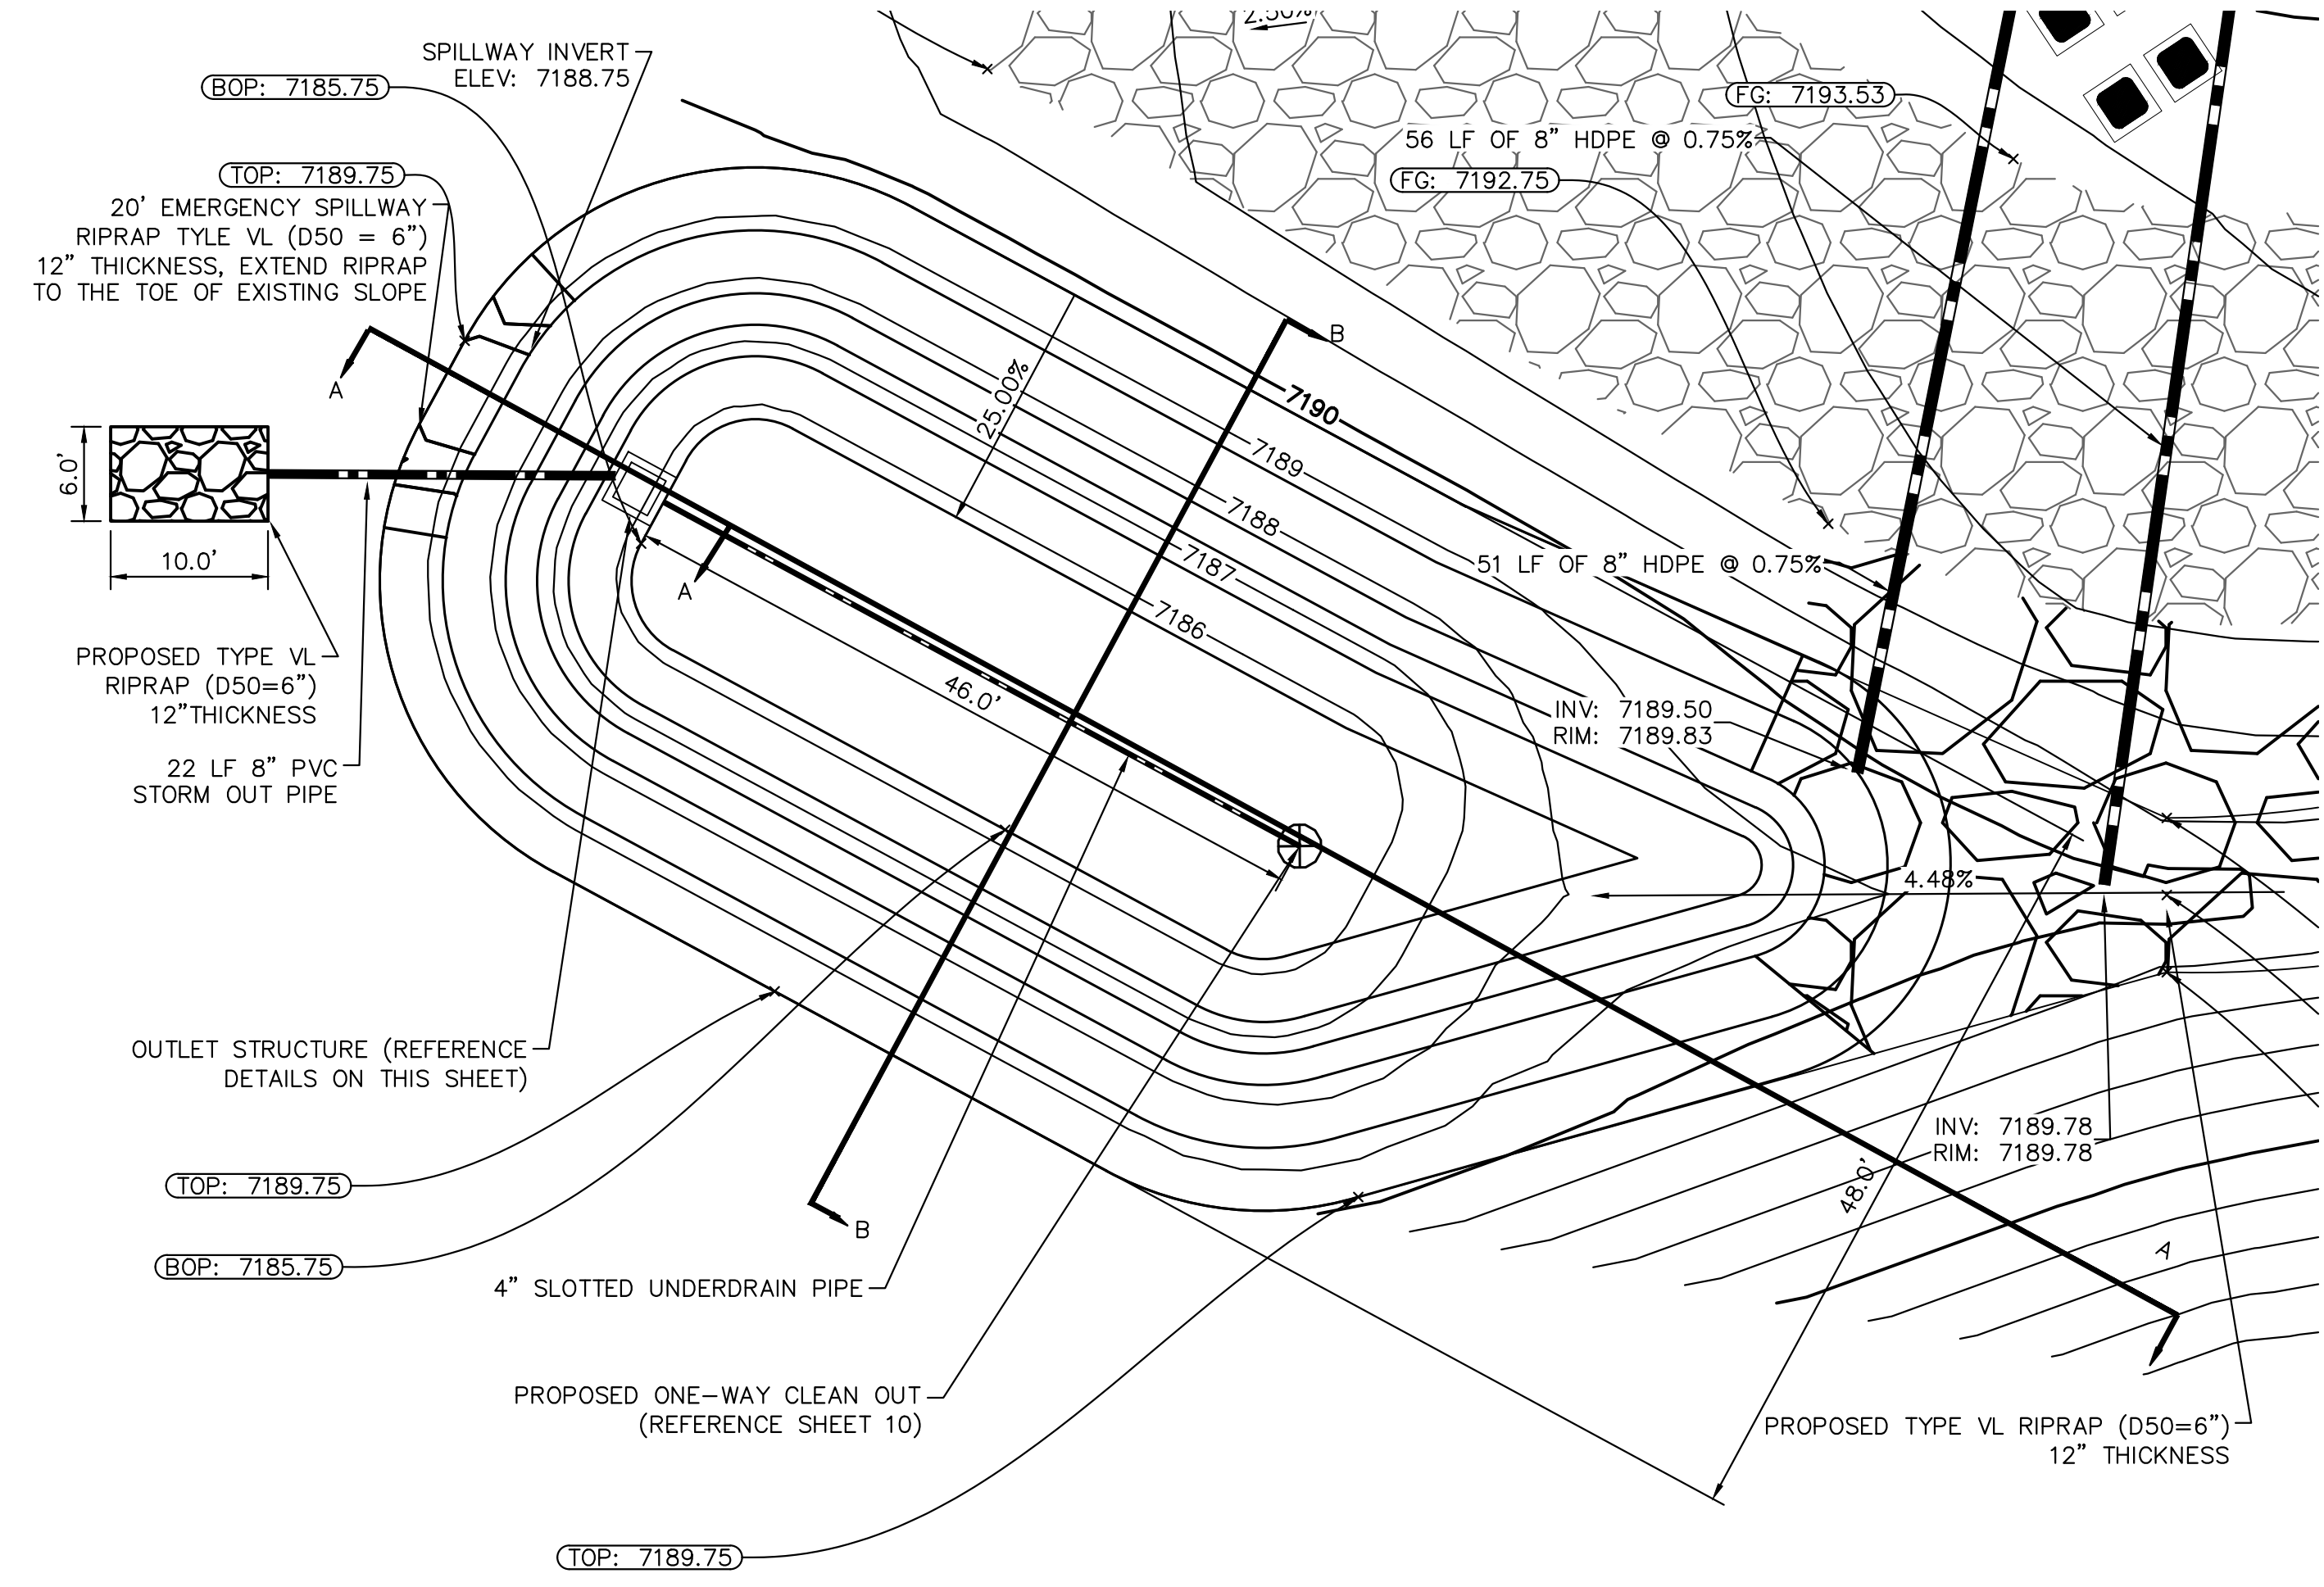 2.50%
SPILLWAY INVERT
ELEV: 7188.75
BOP: 7185.75
FG: 7193.53
56 LF OF 8" HDPE @ 0.75%
FG: 7192.75
TOP: 7189.75
20' EMERGENCY SPILLWAY
RIPRAP TYLE VL (D50 = 6")
12" THICKNESS, EXTEND RIPRAP
TO THE TOE OF EXISTING SLOPE
B
A
25.00%
7190
7189
7188
7187
7186
6.0'
10.0'
51 LF OF 8" HDPE @ 0.75%
A
PROPOSED TYPE VL
RIPRAP (D50=6")
12"THICKNESS
46.0'
INV: 7189.50
RIM: 7189.83
22 LF 8" PVC
STORM OUT PIPE
4.48%
OUTLET STRUCTURE (REFERENCE
DETAILS ON THIS SHEET)
INV: 7189.78
RIM: 7189.78
48.0'
TOP: 7189.75
B
A
BOP: 7185.75
4" SLOTTED UNDERDRAIN PIPE
PROPOSED ONE-WAY CLEAN OUT
(REFERENCE SHEET 10)
PROPOSED TYPE VL RIPRAP (D50=6")
12" THICKNESS
TOP: 7189.75